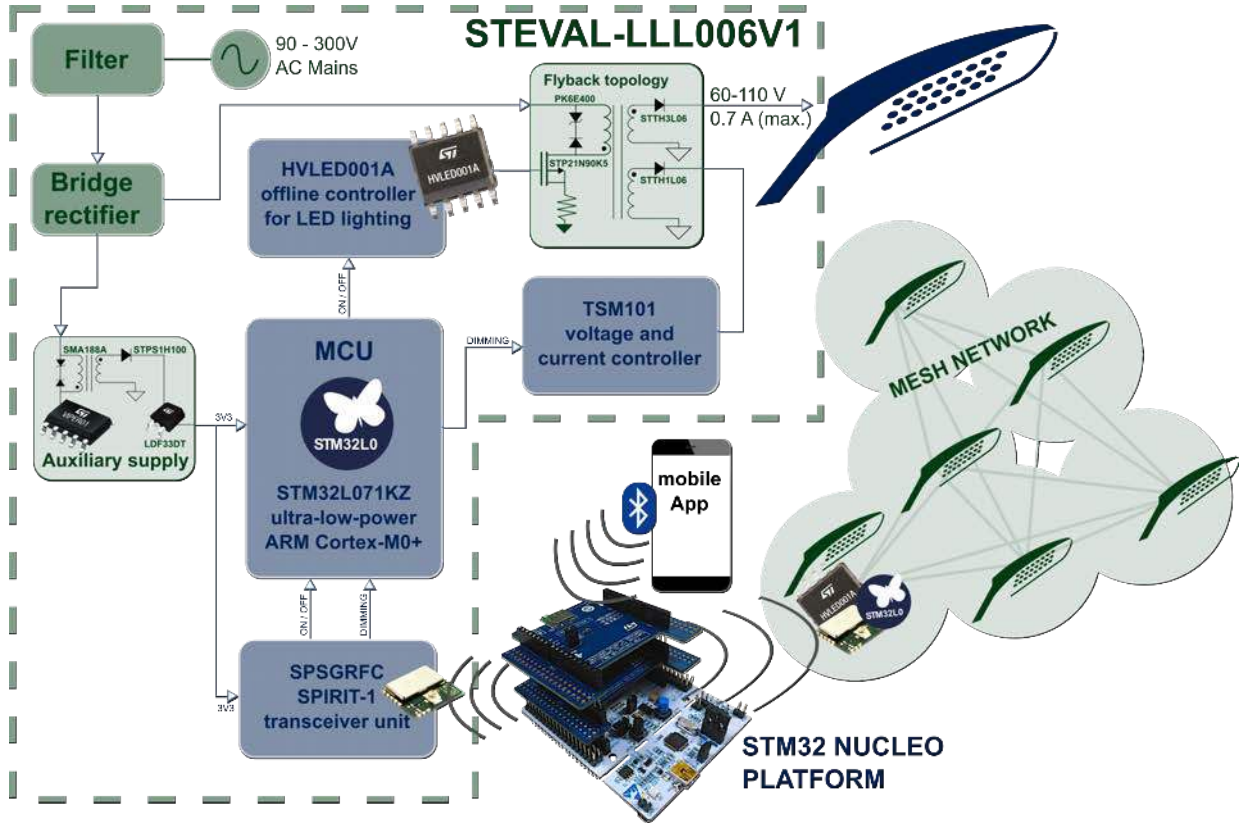 STEVAL-LLL006V1
Filter
90 - 300V
AC Mains
Flyback topology
PK6E400
STTH3L06
STP21N90K5
STTH1L06
60-110 V
0.7 A (max.)
Bridge
rectifier
HVLED001A
offline controller
for LED lighting
HVLED001A
ON / OFF
TSM101
voltage and
current controller
DIMMING
SMA188A
STPS1H100
VIPER01
LDF33DT
Auxiliary supply
3V3
MCU
STM32L0
STM32L071KZ
ultra-low-power
ARM Cortex-M0+
ON / OFF
DIMMING
3V3
SPSGRFC
SPIRIT-1
transceiver unit
mobile
App
STM32 NUCLEO
PLATFORM
MESH NETWORK
HVLED001A
STM32L0